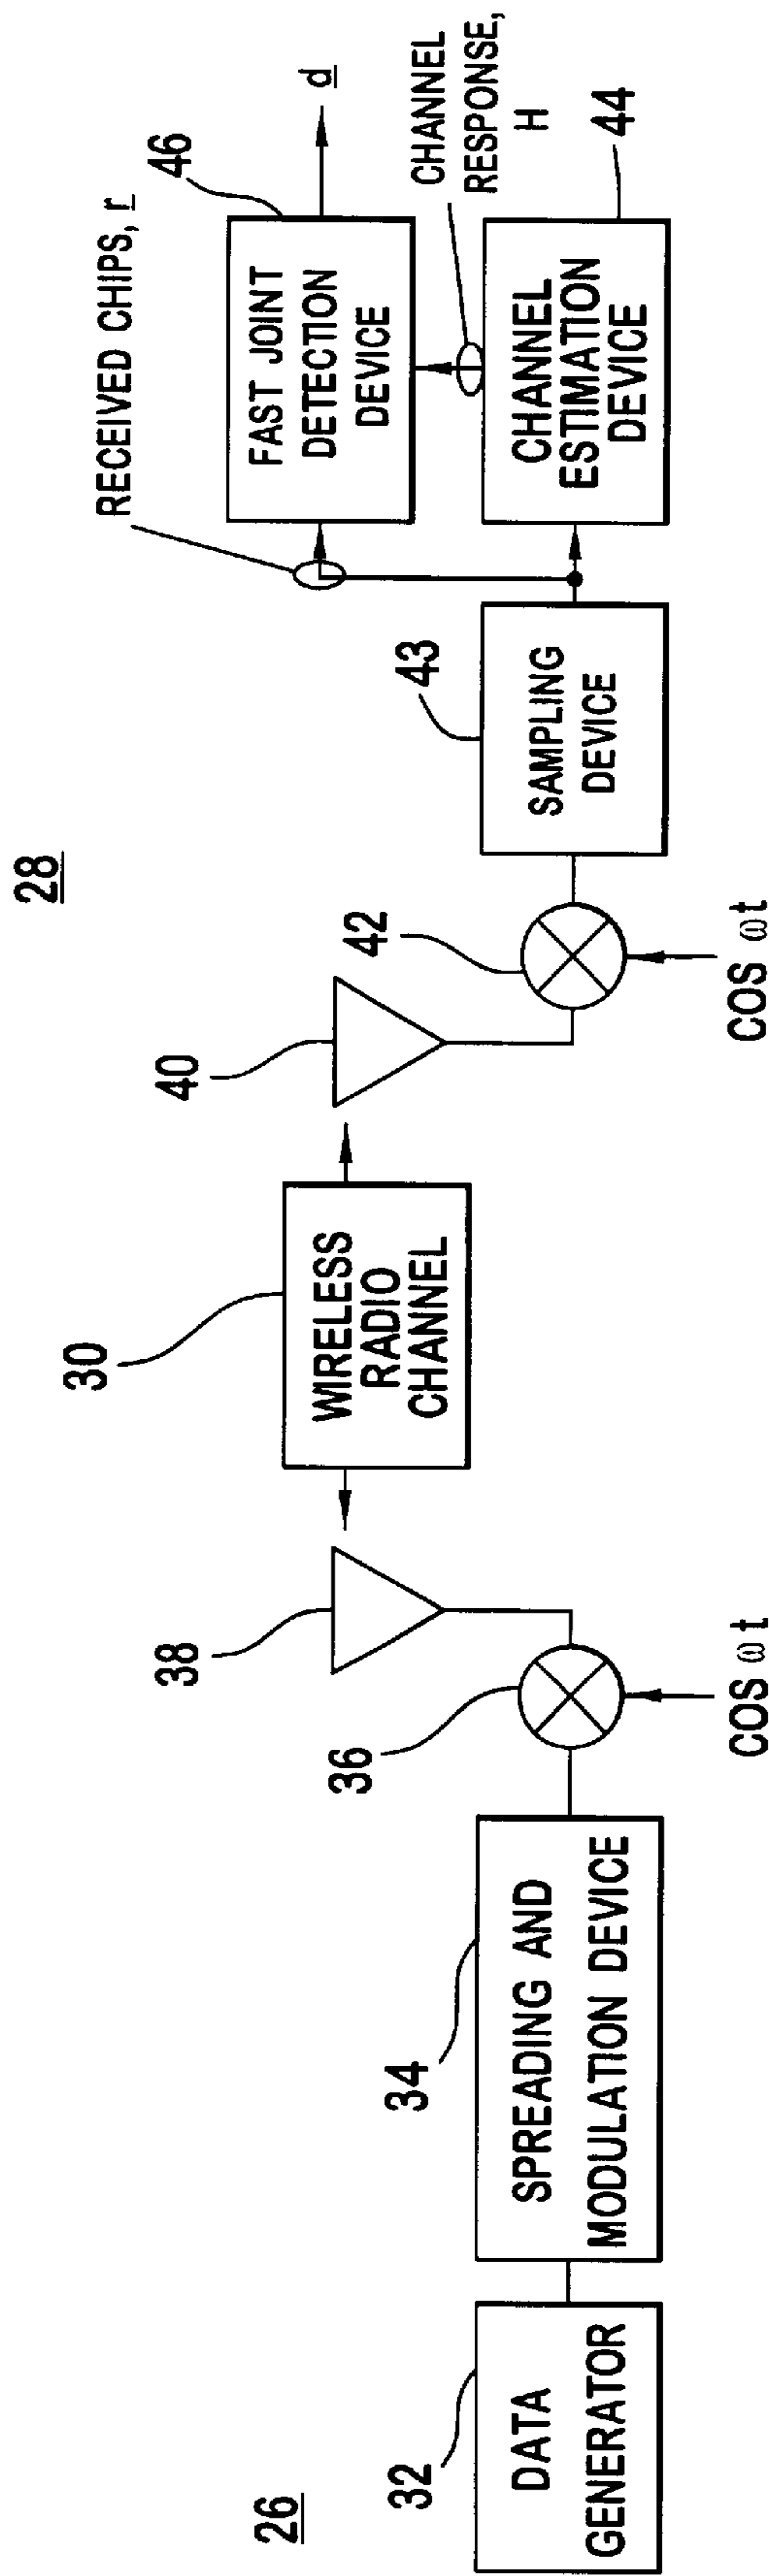 26
28
32
DATA
GENERATOR
34
SPREADING AND
MODULATION DEVICE
36
COS ωt
38
30
WIRELESS
RADIO
CHANNEL
40
42
COS ωt
43
SAMPLING
DEVICE
RECEIVED CHIPS, r
46
FAST JOINT
DETECTION
DEVICE
d
CHANNEL
RESPONSE,
H
44
CHANNEL
ESTIMATION
DEVICE